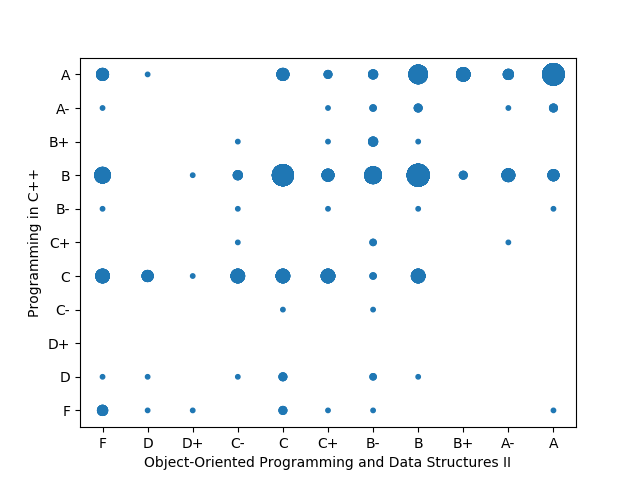 Programming in C++
A
A-
B+
B
B-
C+
C
C-
D+
D
F
F D D+ C- C C+ B- B B+ A- A
Object-Oriented Programming and Data Structures II